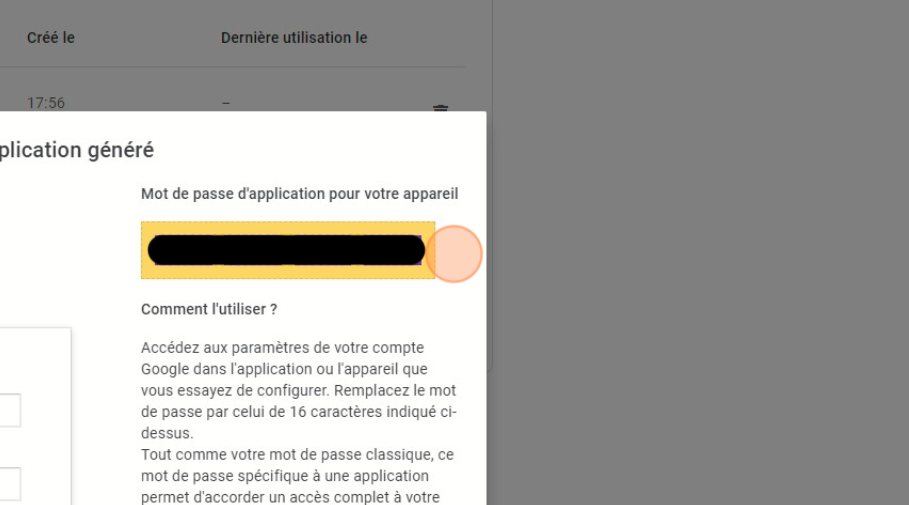 Créé le
Dernière utilisation le
17:56
–
plication généré
Mot de passe d'application pour votre appareil
Comment l'utiliser ?
Accédez aux paramètres de votre compte
Google dans l'application ou l'appareil que
vous essayez de configurer. Remplacez le mot
de passe par celui de 16 caractères indiqué ci-
dessus.
Tout comme votre mot de passe classique, ce
mot de passe spécifique à une application
permet d'accorder un accès complet à votre